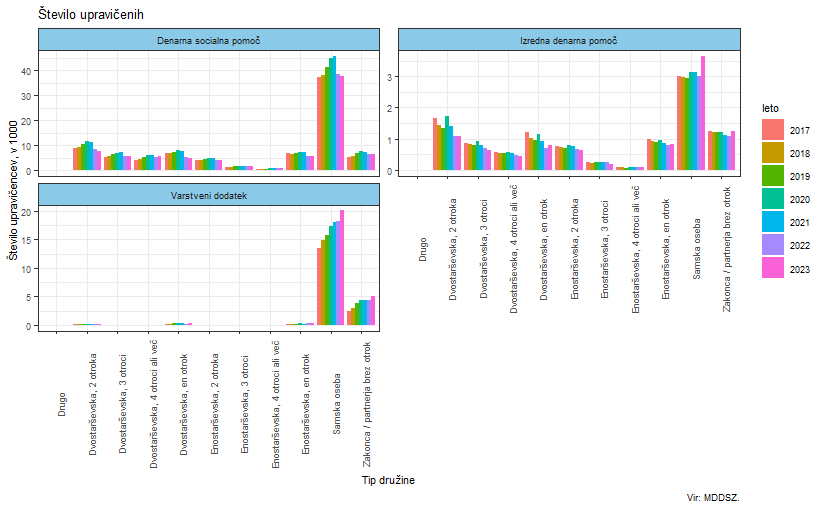 Število upravičenih
Denarna socialna pomoč
Izredna denarna pomoč
40
30
20
10
0
3
2
1
0
Varstveni dodatek
20
15
10
5
0
Število upravičencev, v 1000
Drugo
Dvostarševska, 2 otroka
Dvostarševska, 3 otroci
Dvostarševska, 4 otroci ali več
Dvostarševska, en otrok
Enostarševska, 2 otroka
Enostarševska, 3 otroci
Enostarševska, 4 otroci ali več
Enostarševska, en otrok
Samska oseba
Zakonca / partnerja brez otrok
Drugo
Dvostarševska, 2 otroka
Dvostarševska, 3 otroci
Dvostarševska, 4 otroci ali več
Dvostarševska, en otrok
Enostarševska, 2 otroka
Enostarševska, 3 otroci
Enostarševska, 4 otroci ali več
Enostarševska, en otrok
Samska oseba
Zakonca / partnerja brez otrok
Tip družine
leto
2017
2018
2019
2020
2021
2022
2023
Vir: MDDSZ.